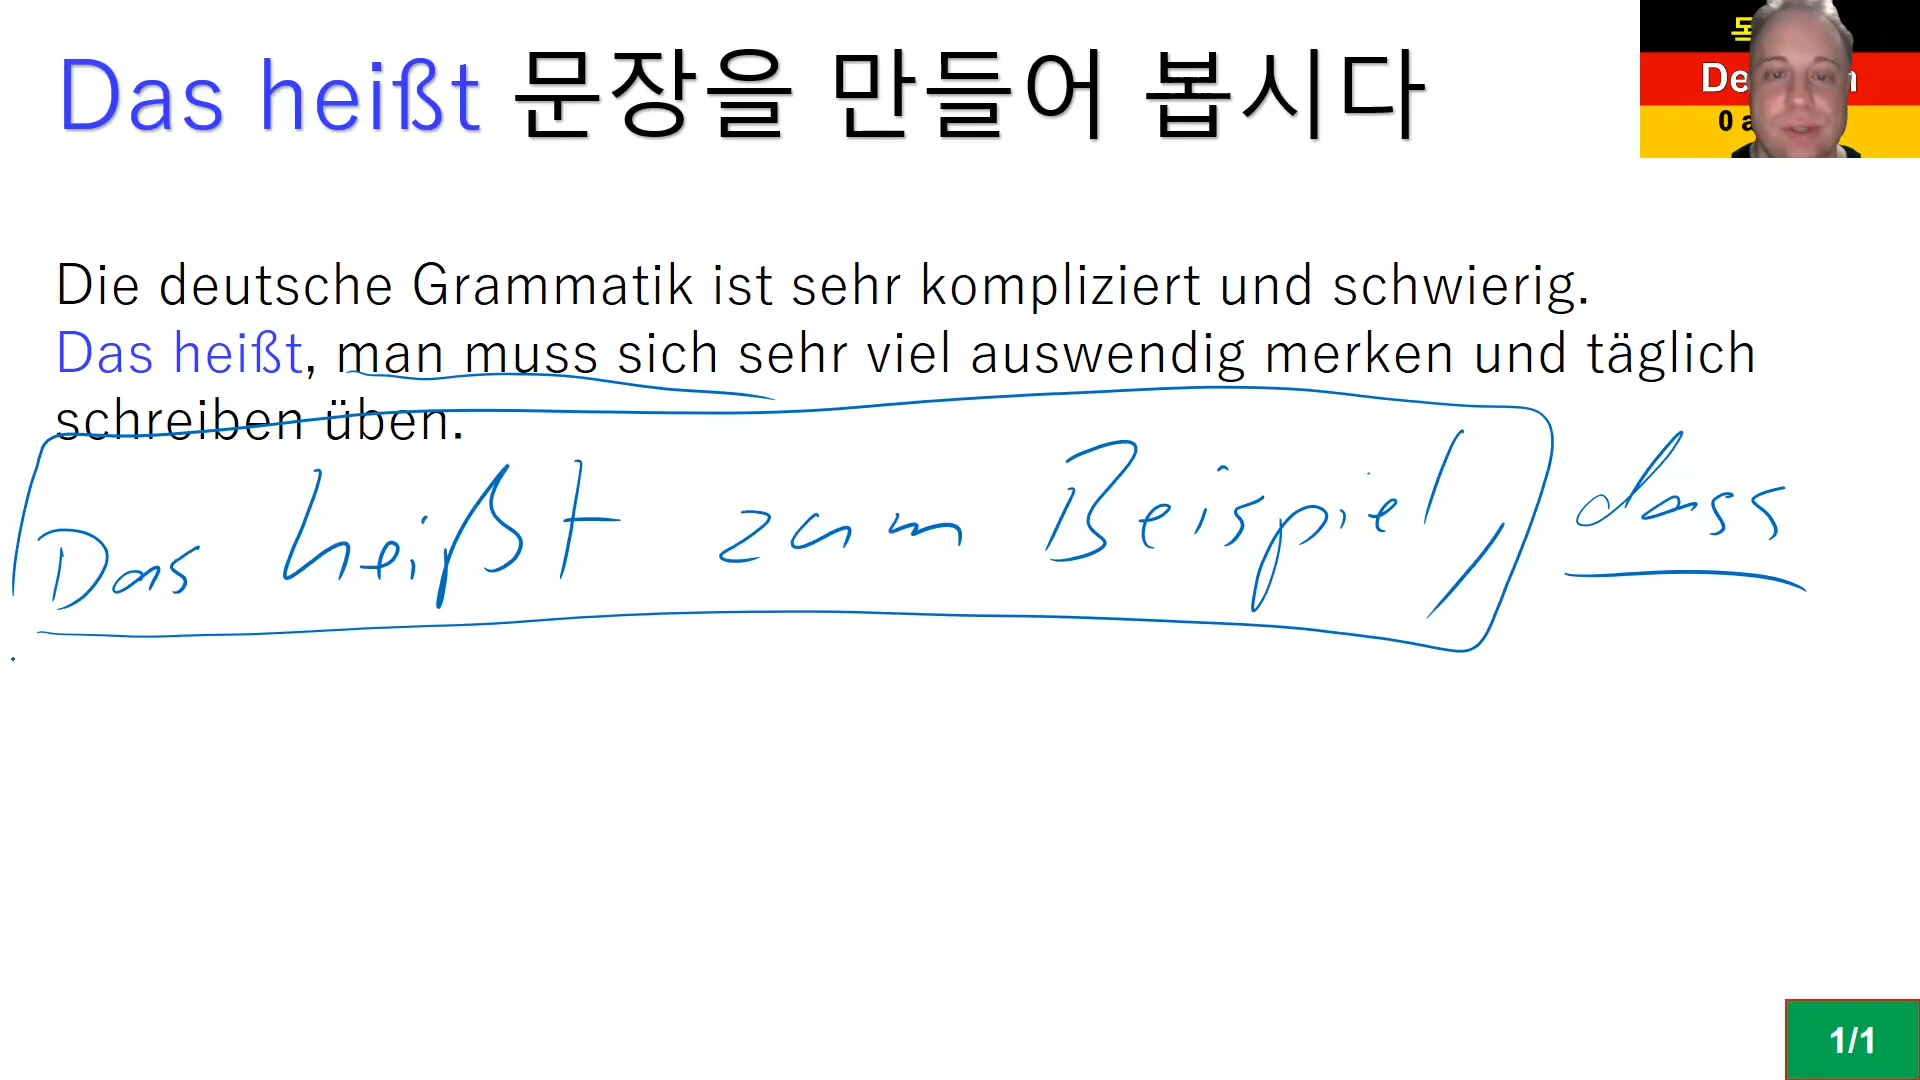 Das heißt 문장을 만들어 봅시다
Die deutsche Grammatik ist sehr kompliziert und schwierig.
Das heißt, man muss sich sehr viel auswendig merken und täglich
schreiben üben.
Das heißt zum Beispiel, dass
1/1